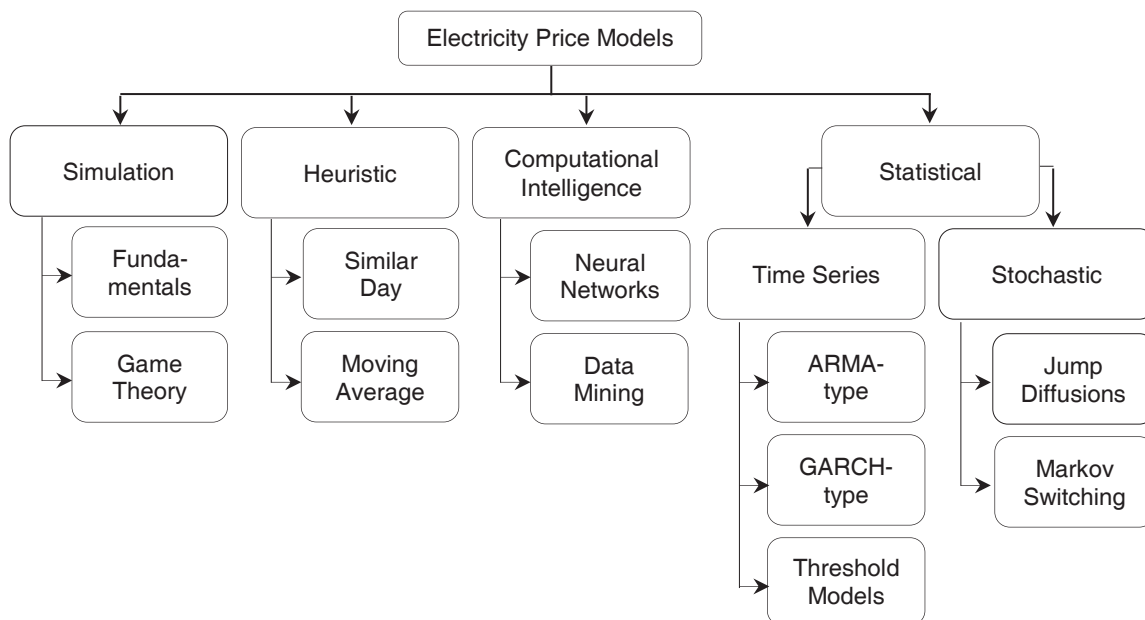 Electricity Price Models
Simulation
Heuristic
Computational
Intelligence
Statistical
Funda-
mentals
Game
Theory
Similar
Day
Moving
Average
Neural
Networks
Data
Mining
Time Series
Stochastic
ARMA-
type
GARCH-
type
Threshold
Models
Jump
Diffusions
Markov
Switching